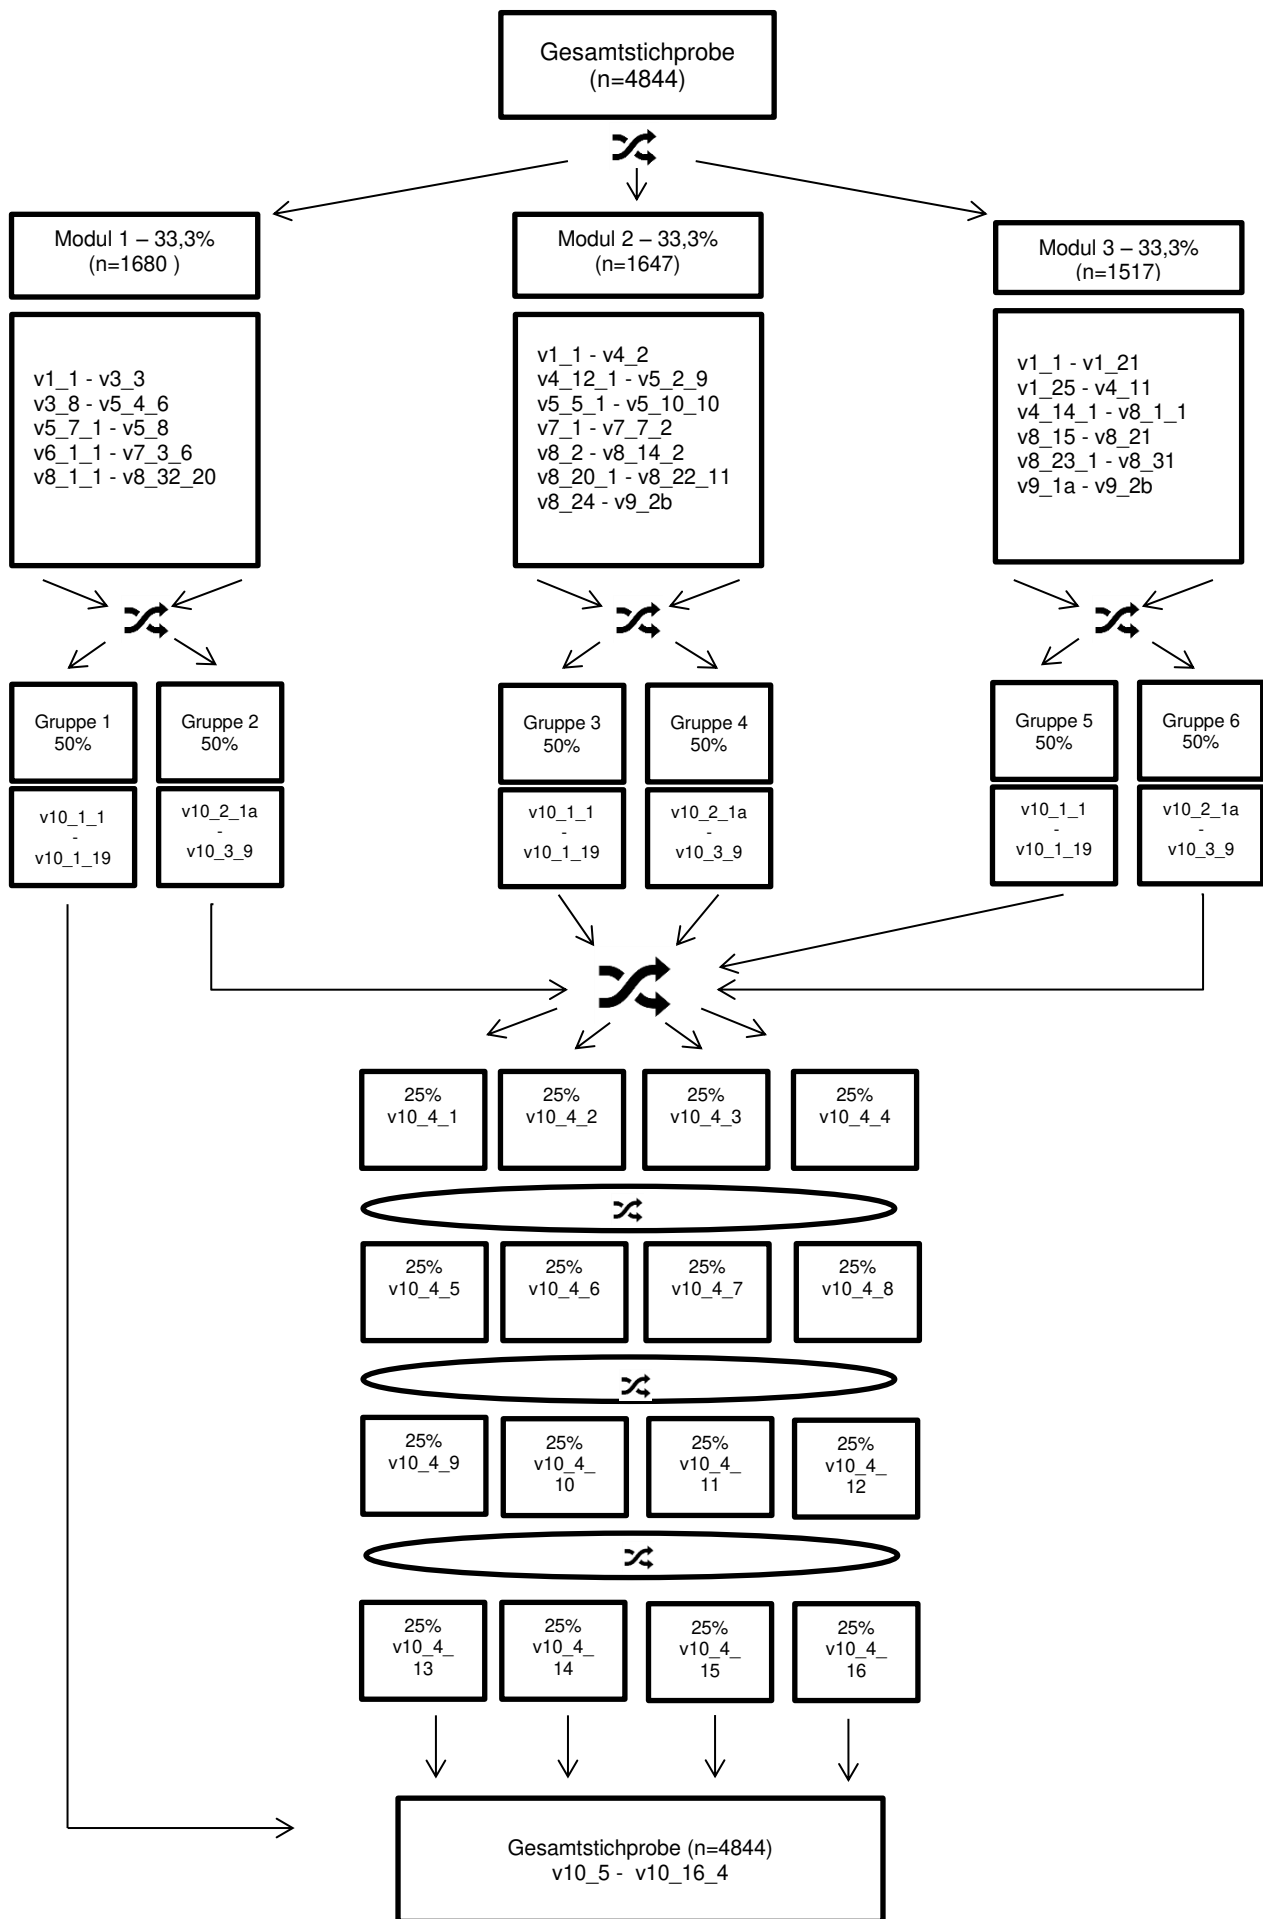 Gesamtstichprobe
(n=4844)
Modul 1 – 33,3%
(n=1680 )
Modul 2 – 33,3%
(n=1647)
Modul 3 – 33,3%
(n=1517)
v1_1 - v3_3
v3_8 - v5_4_6
v5_7_1 - v5_8
v6_1_1 - v7_3_6
v8_1_1 - v8_32_20
v1_1 - v4_2
v4_12_1 - v5_2_9
v5_5_1 - v5_10_10
v7_1 - v7_7_2
v8_2 - v8_14_2
v8_20_1 - v8_22_11
v8_24 - v9_2b
v1_1 - v1_21
v1_25 - v4_11
v4_14_1 - v8_1_1
v8_15 - v8_21
v8_23_1 - v8_31
v9_1a - v9_2b
Gruppe 1
50%
Gruppe 2
50%
Gruppe 3
50%
Gruppe 4
50%
Gruppe 5
50%
Gruppe 6
50%
v10_1_1
-
v10_1_19
v10_2_1a
-
v10_3_9
v10_1_1
-
v10_1_19
v10_2_1a
-
v10_3_9
v10_1_1
-
v10_1_19
v10_2_1a
-
v10_3_9
25%
v10_4_1
25%
v10_4_2
25%
v10_4_3
25%
v10_4_4
25%
v10_4_5
25%
v10_4_6
25%
v10_4_7
25%
v10_4_8
25%
v10_4_9
25%
v10_4_
10
25%
v10_4_
11
25%
v10_4_
12
25%
v10_4_
13
25%
v10_4_
14
25%
v10_4_
15
25%
v10_4_
16
Gesamtstichprobe (n=4844)
v10_5 - v10_16_4